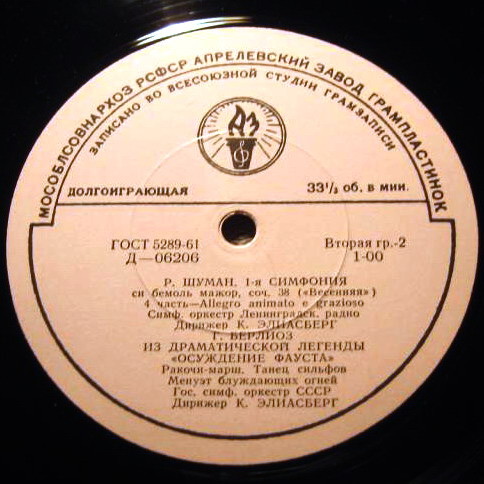 МОСОБЛСОВНАРХОЗ РСФСР АПРЕЛЕВСКИЙ ЗАВОД ГРАМПЛАСТИНОК
ЗАПИСАНО ВО ВСЕСОЮЗНОЙ СТУДИИ ГРАМЗАПИСИ
АЗ
ДОЛГОИГРАЮЩАЯ 33⅓ об. в мин.
ГОСТ 5289-61 Вторая гр.-2
Д—06206 1-00
Р. ШУМАН. 1-я СИМФОНИЯ
си бемоль мажор, соч. 38 («Весенняя»)
4 часть—Allegro animato e grazioso
Симф. оркестр Ленинградск. радио
Дирижер К. ЭЛИАСБЕРГ
Г. БЕРЛИОЗ
ИЗ ДРАМАТИЧЕСКОЙ ЛЕГЕНДЫ
«ОСУЖДЕНИЕ ФАУСТА»
Ракочи-марш. Танец сильфов
Менуэт блуждающих огней
Гос. симф. оркестр СССР
Дирижер К. ЭЛИАСБЕРГ